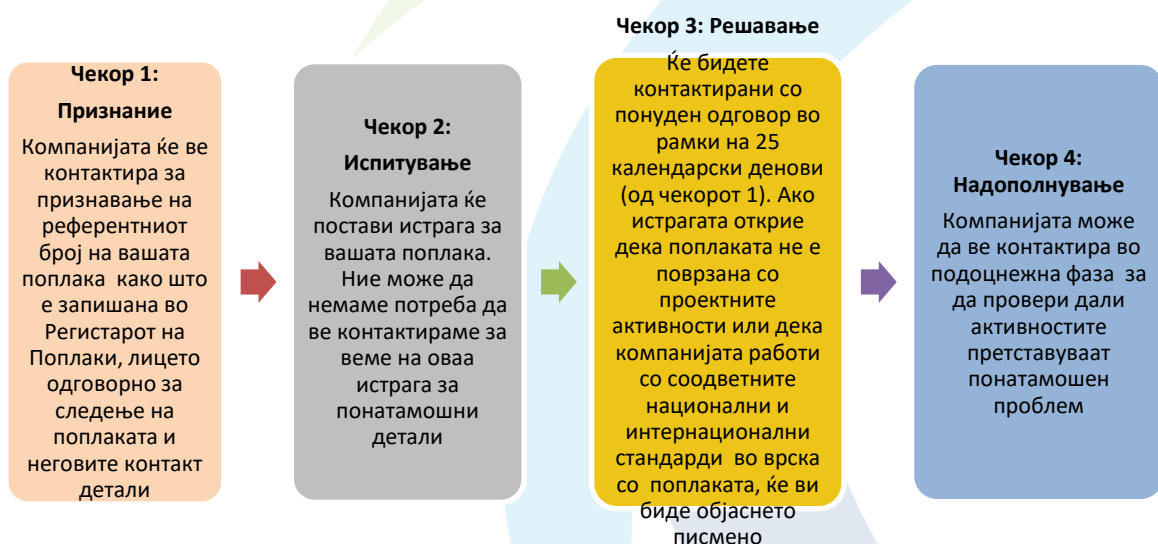 Чекор 1:
Признание
Компанијата ќе ве
контактира за
признавање на
референтниот
број на вашата
поплака како што
е запишана во
Регистарот на
Поплаки, лицето
одговорно за
следење на
поплаката и
неговите контакт
детали
Чекор 2:
Испитување
Компанијата ќе
постави истрага за
вашата поплака.
Ние може да
немаме потреба да
ве контактираме за
веме на оваа
истрага за
понатамошни
детали
Чекор 3: Решавање
Ќе бидете
контактирани со
понуден одговор во
рамки на 25
календарски денови
(од чекорот 1). Ако
истрагата открие
дека поплаката не е
поврзана со
проектните
активности или дека
компанијата работи
со соодветните
национални и
интернационални
стандарди во врска
со поплаката, ќе ви
биде објаснето
писмено
Чекор 4:
Надополнување
Компанијата може
да ве контактира во
подоцнежна фаза за
да провери дали
активностите
претставуваат
понатамошен
проблем